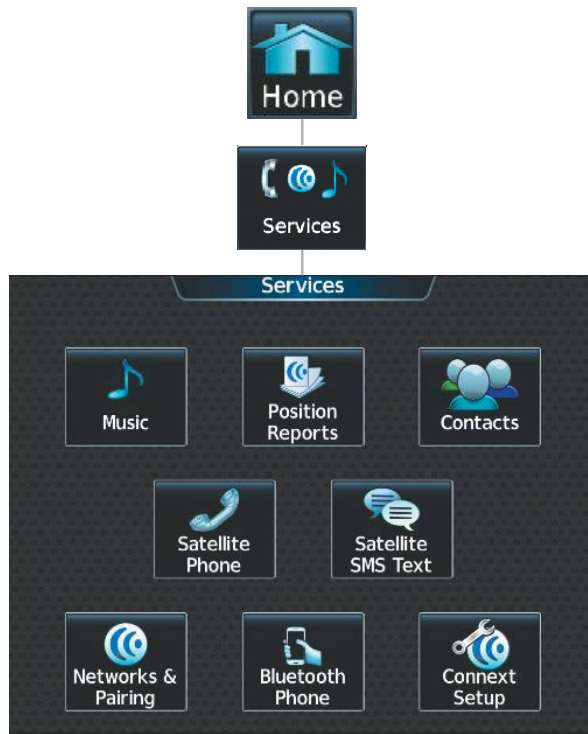 Home
Services
Services
Music
Position
Reports
Contacts
Satellite
Phone
Satellite
SMS Text
Networks &
Pairing
Bluetooth
Phone
Connext
Setup